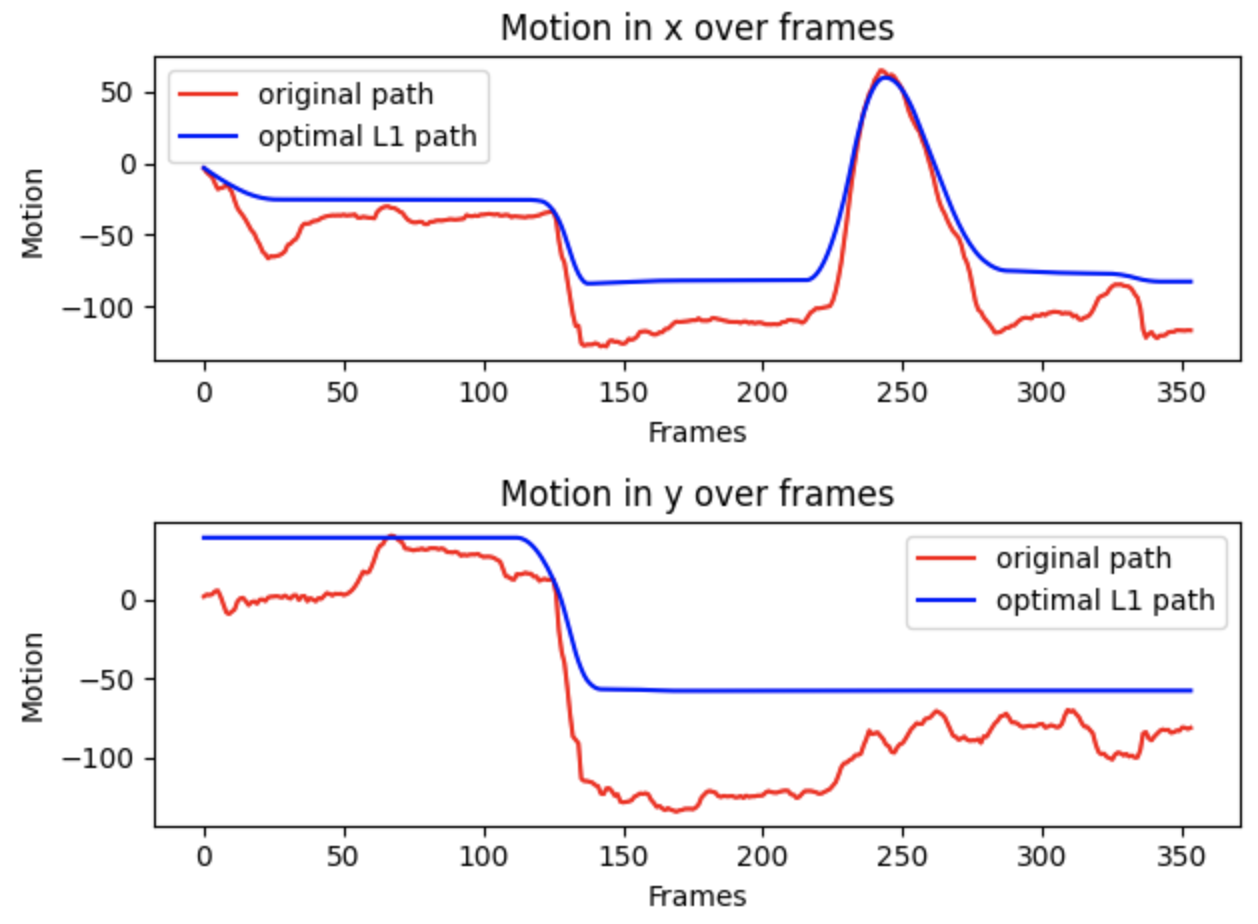 Motion in x over frames
original path
optimal L1 path
Motion
50
0
−50
−100
0 50 100 150 200 250 300 350
Frames
Motion in y over frames
original path
optimal L1 path
Motion
0
−50
−100
0 50 100 150 200 250 300 350
Frames